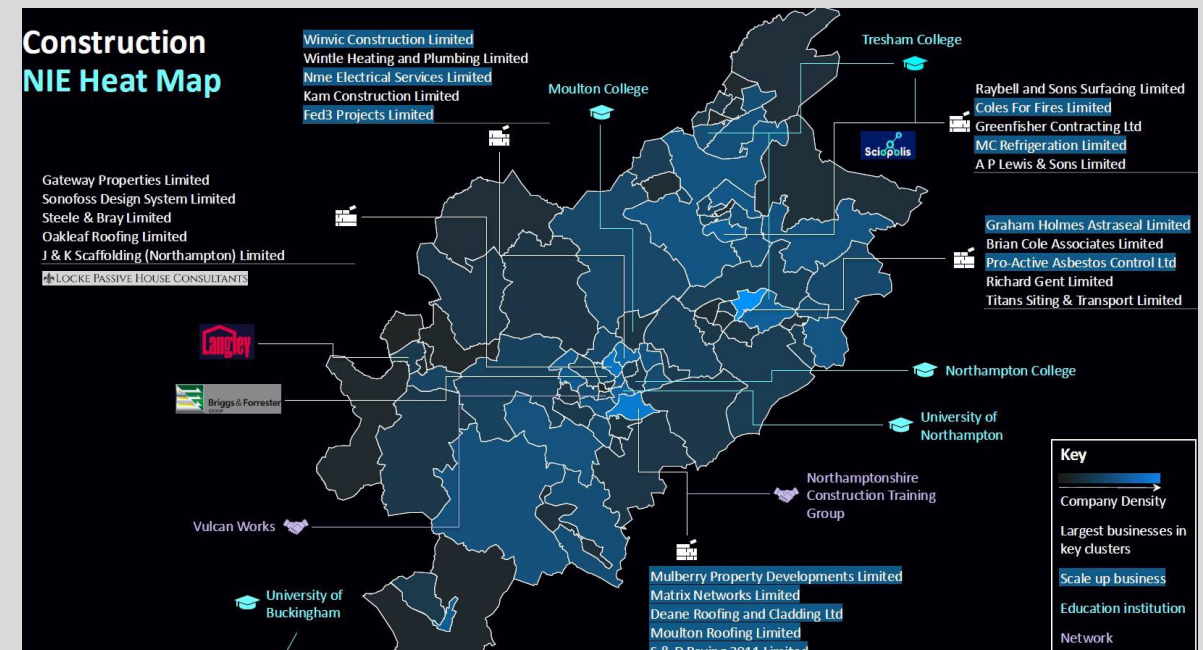 Construction
NIE Heat Map
Winvic Construction Limited
Wintle Heating and Plumbing Limited
Nme Electrical Services Limited
Kam Construction Limited
Fed3 Projects Limited
Moulton College
Tresham College
Raybell and Sons Surfacing Limited
Coles For Fires Limited
Greenfisher Contracting Ltd
MC Refrigeration Limited
A P Lewis & Sons Limited
Sciopolis
Gateway Properties Limited
Sonofoss Design System Limited
Steele & Bray Limited
Oakleaf Roofing Limited
J & K Scaffolding (Northampton) Limited
LOCKE PASSIVE HOUSE CONSULTANTS
Graham Holmes Astraseal Limited
Brian Cole Associates Limited
Pro-Active Asbestos Control Ltd
Richard Gent Limited
Titans Siting & Transport Limited
Langley
Briggs & Forrester
GROUP
Northampton College
University of
Northampton
Northamptonshire
Construction Training
Group
Vulcan Works
University of
Buckingham
Mulberry Property Developments Limited
Matrix Networks Limited
Deane Roofing and Cladding Ltd
Moulton Roofing Limited
S & D Paving 2011 Limited
Key
Company Density
Largest businesses in
key clusters
Scale up business
Education institution
Network